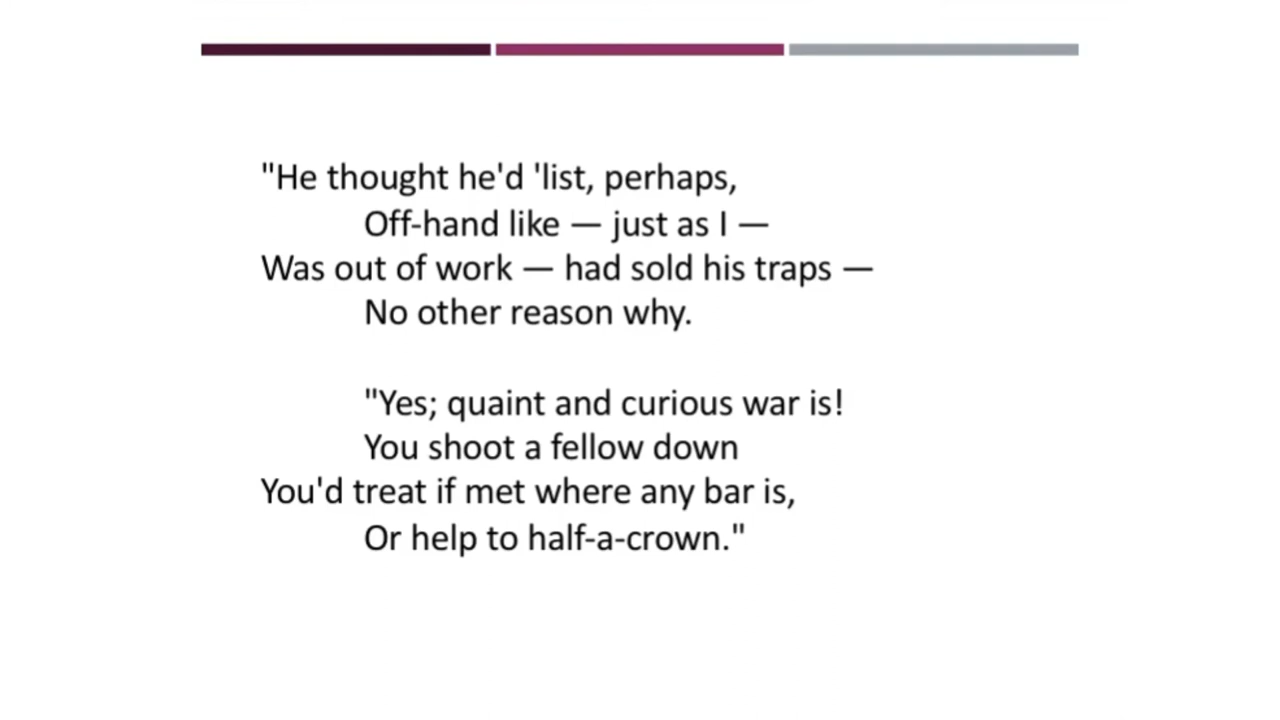 "He thought he'd 'list, perhaps,
Off-hand like — just as I —
Was out of work — had sold his traps —
No other reason why.
"Yes; quaint and curious war is!
You shoot a fellow down
You'd treat if met where any bar is,
Or help to half-a-crown."